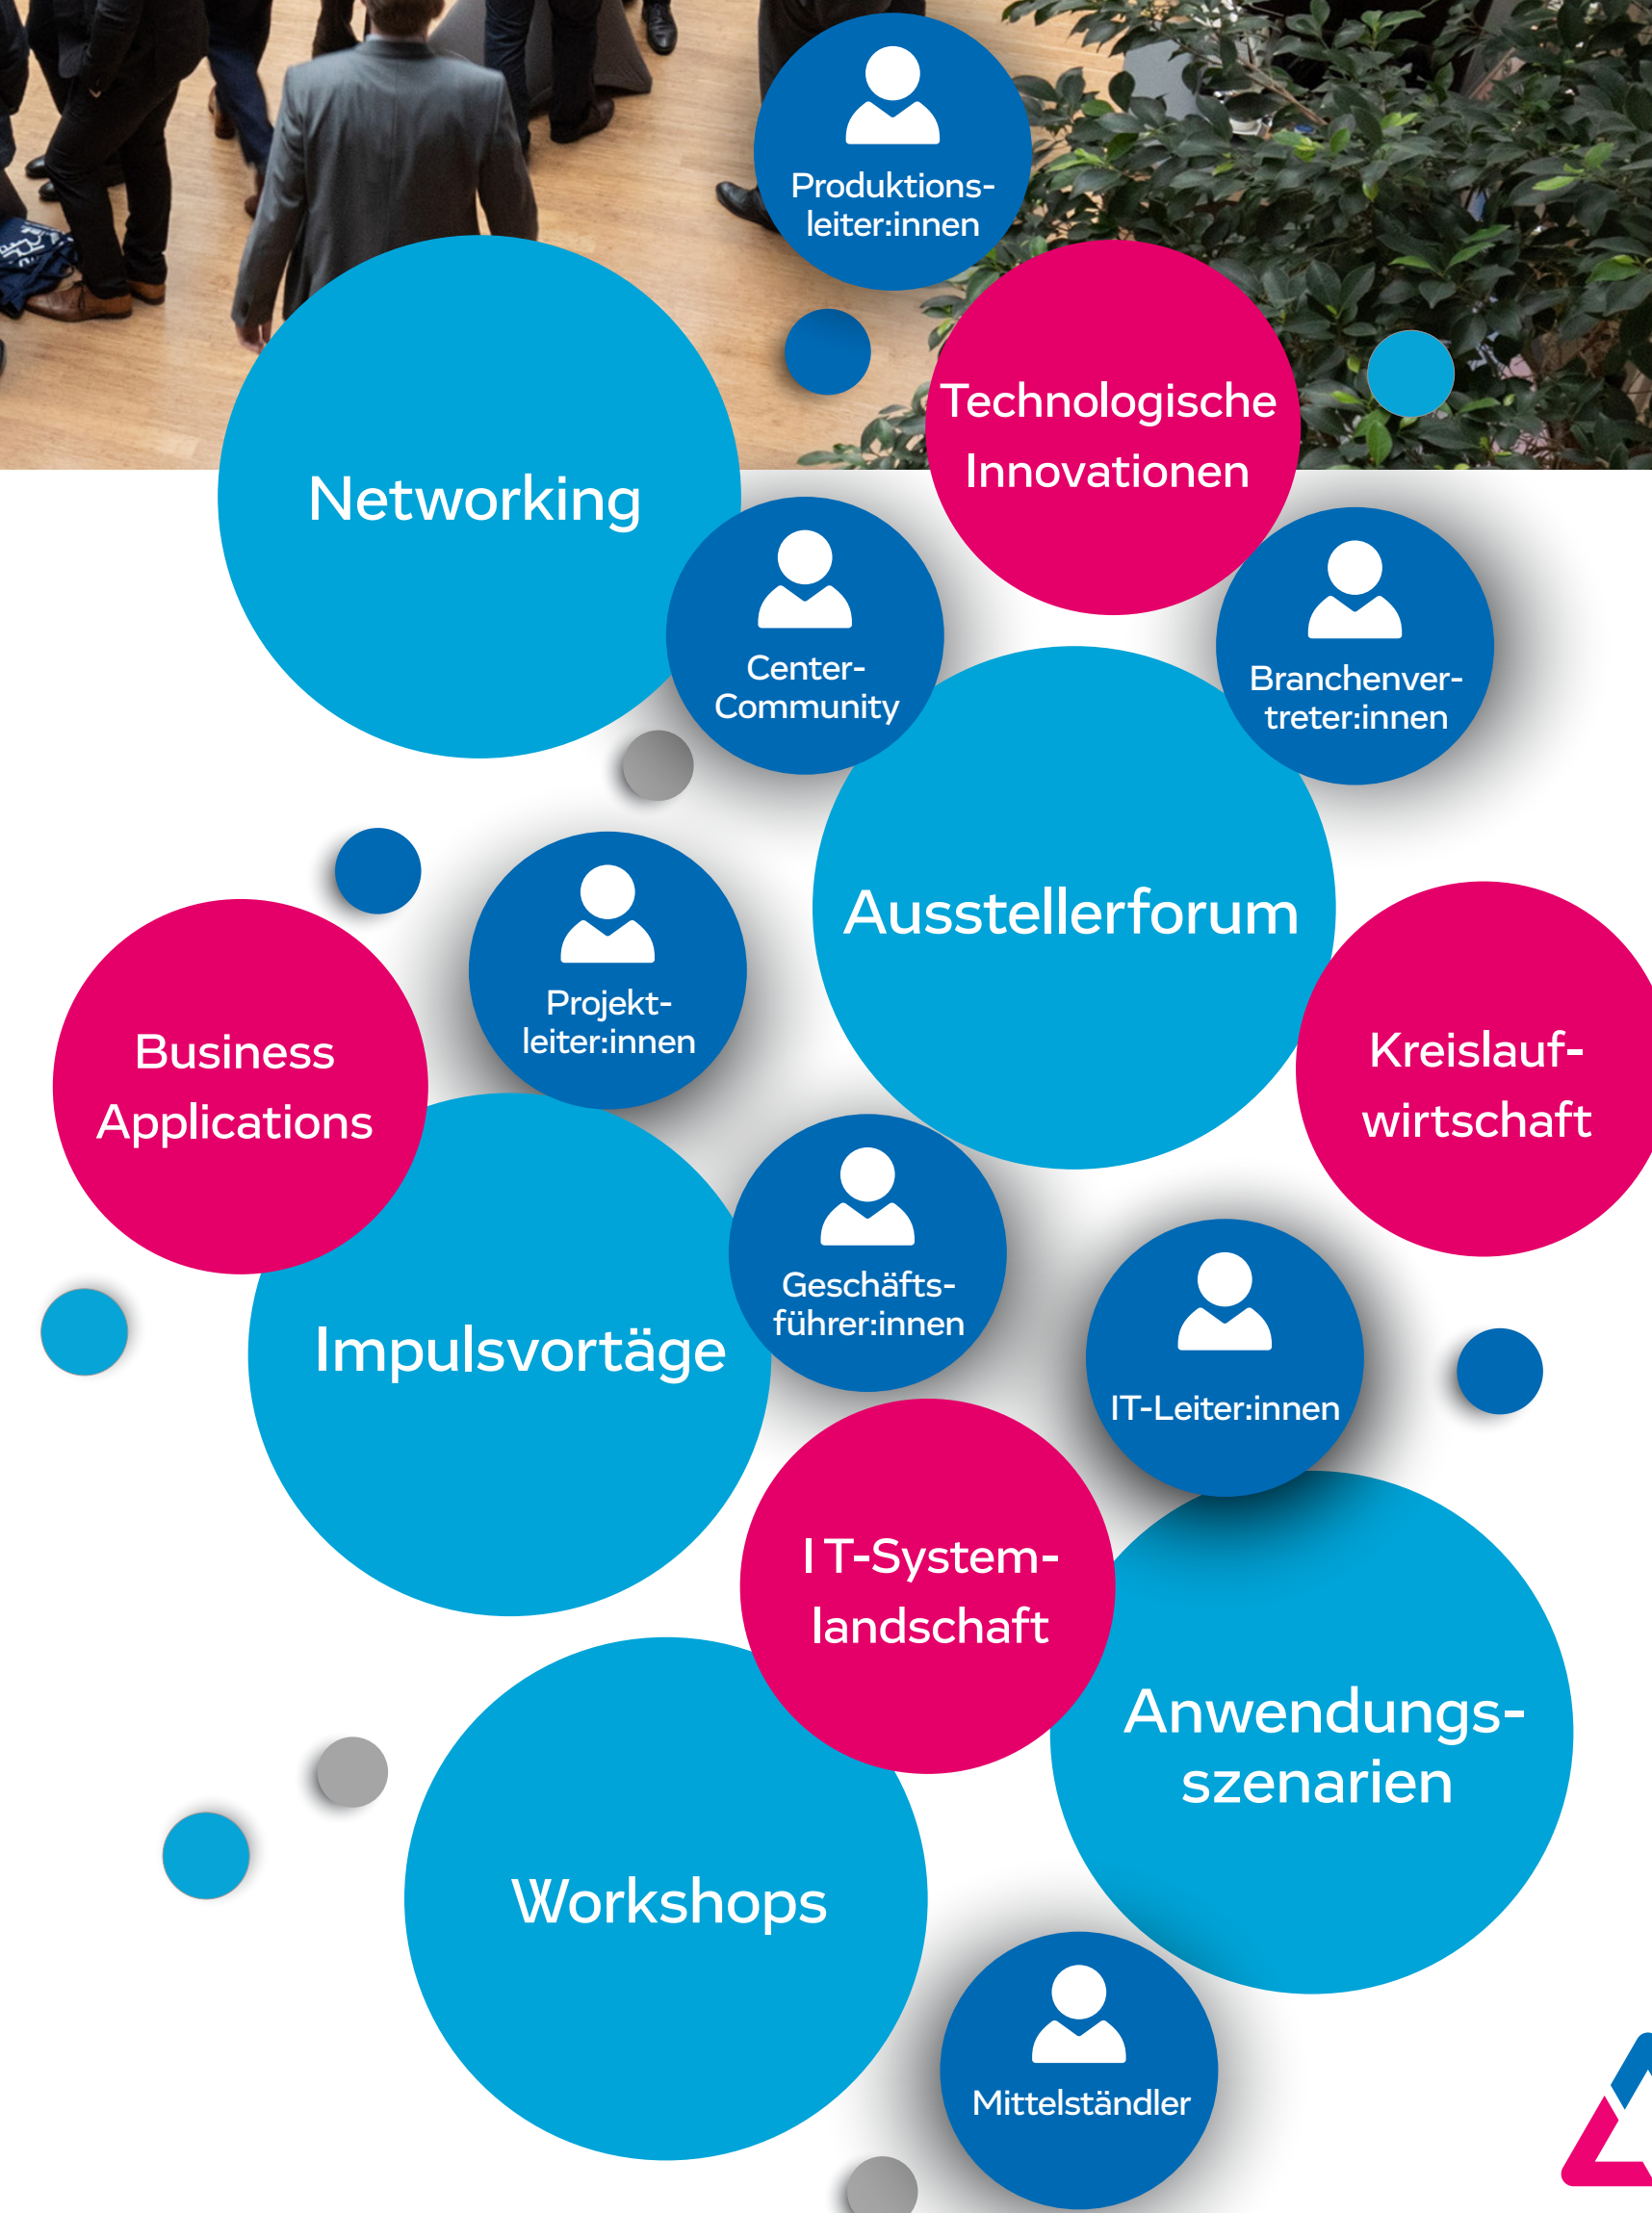 Produktions-
leiter:innen
Technologische
Innovationen
Networking
Center-
Community
Branchenver-
treter:innen
Ausstellerforum
Projekt-
leiter:innen
Business
Applications
Kreislauf-
wirtschaft
Geschäfts-
führer:innen
Impulsvortäge
IT-Leiter:innen
IT-System-
landschaft
Anwendungs-
szenarien
Workshops
Mittelständler